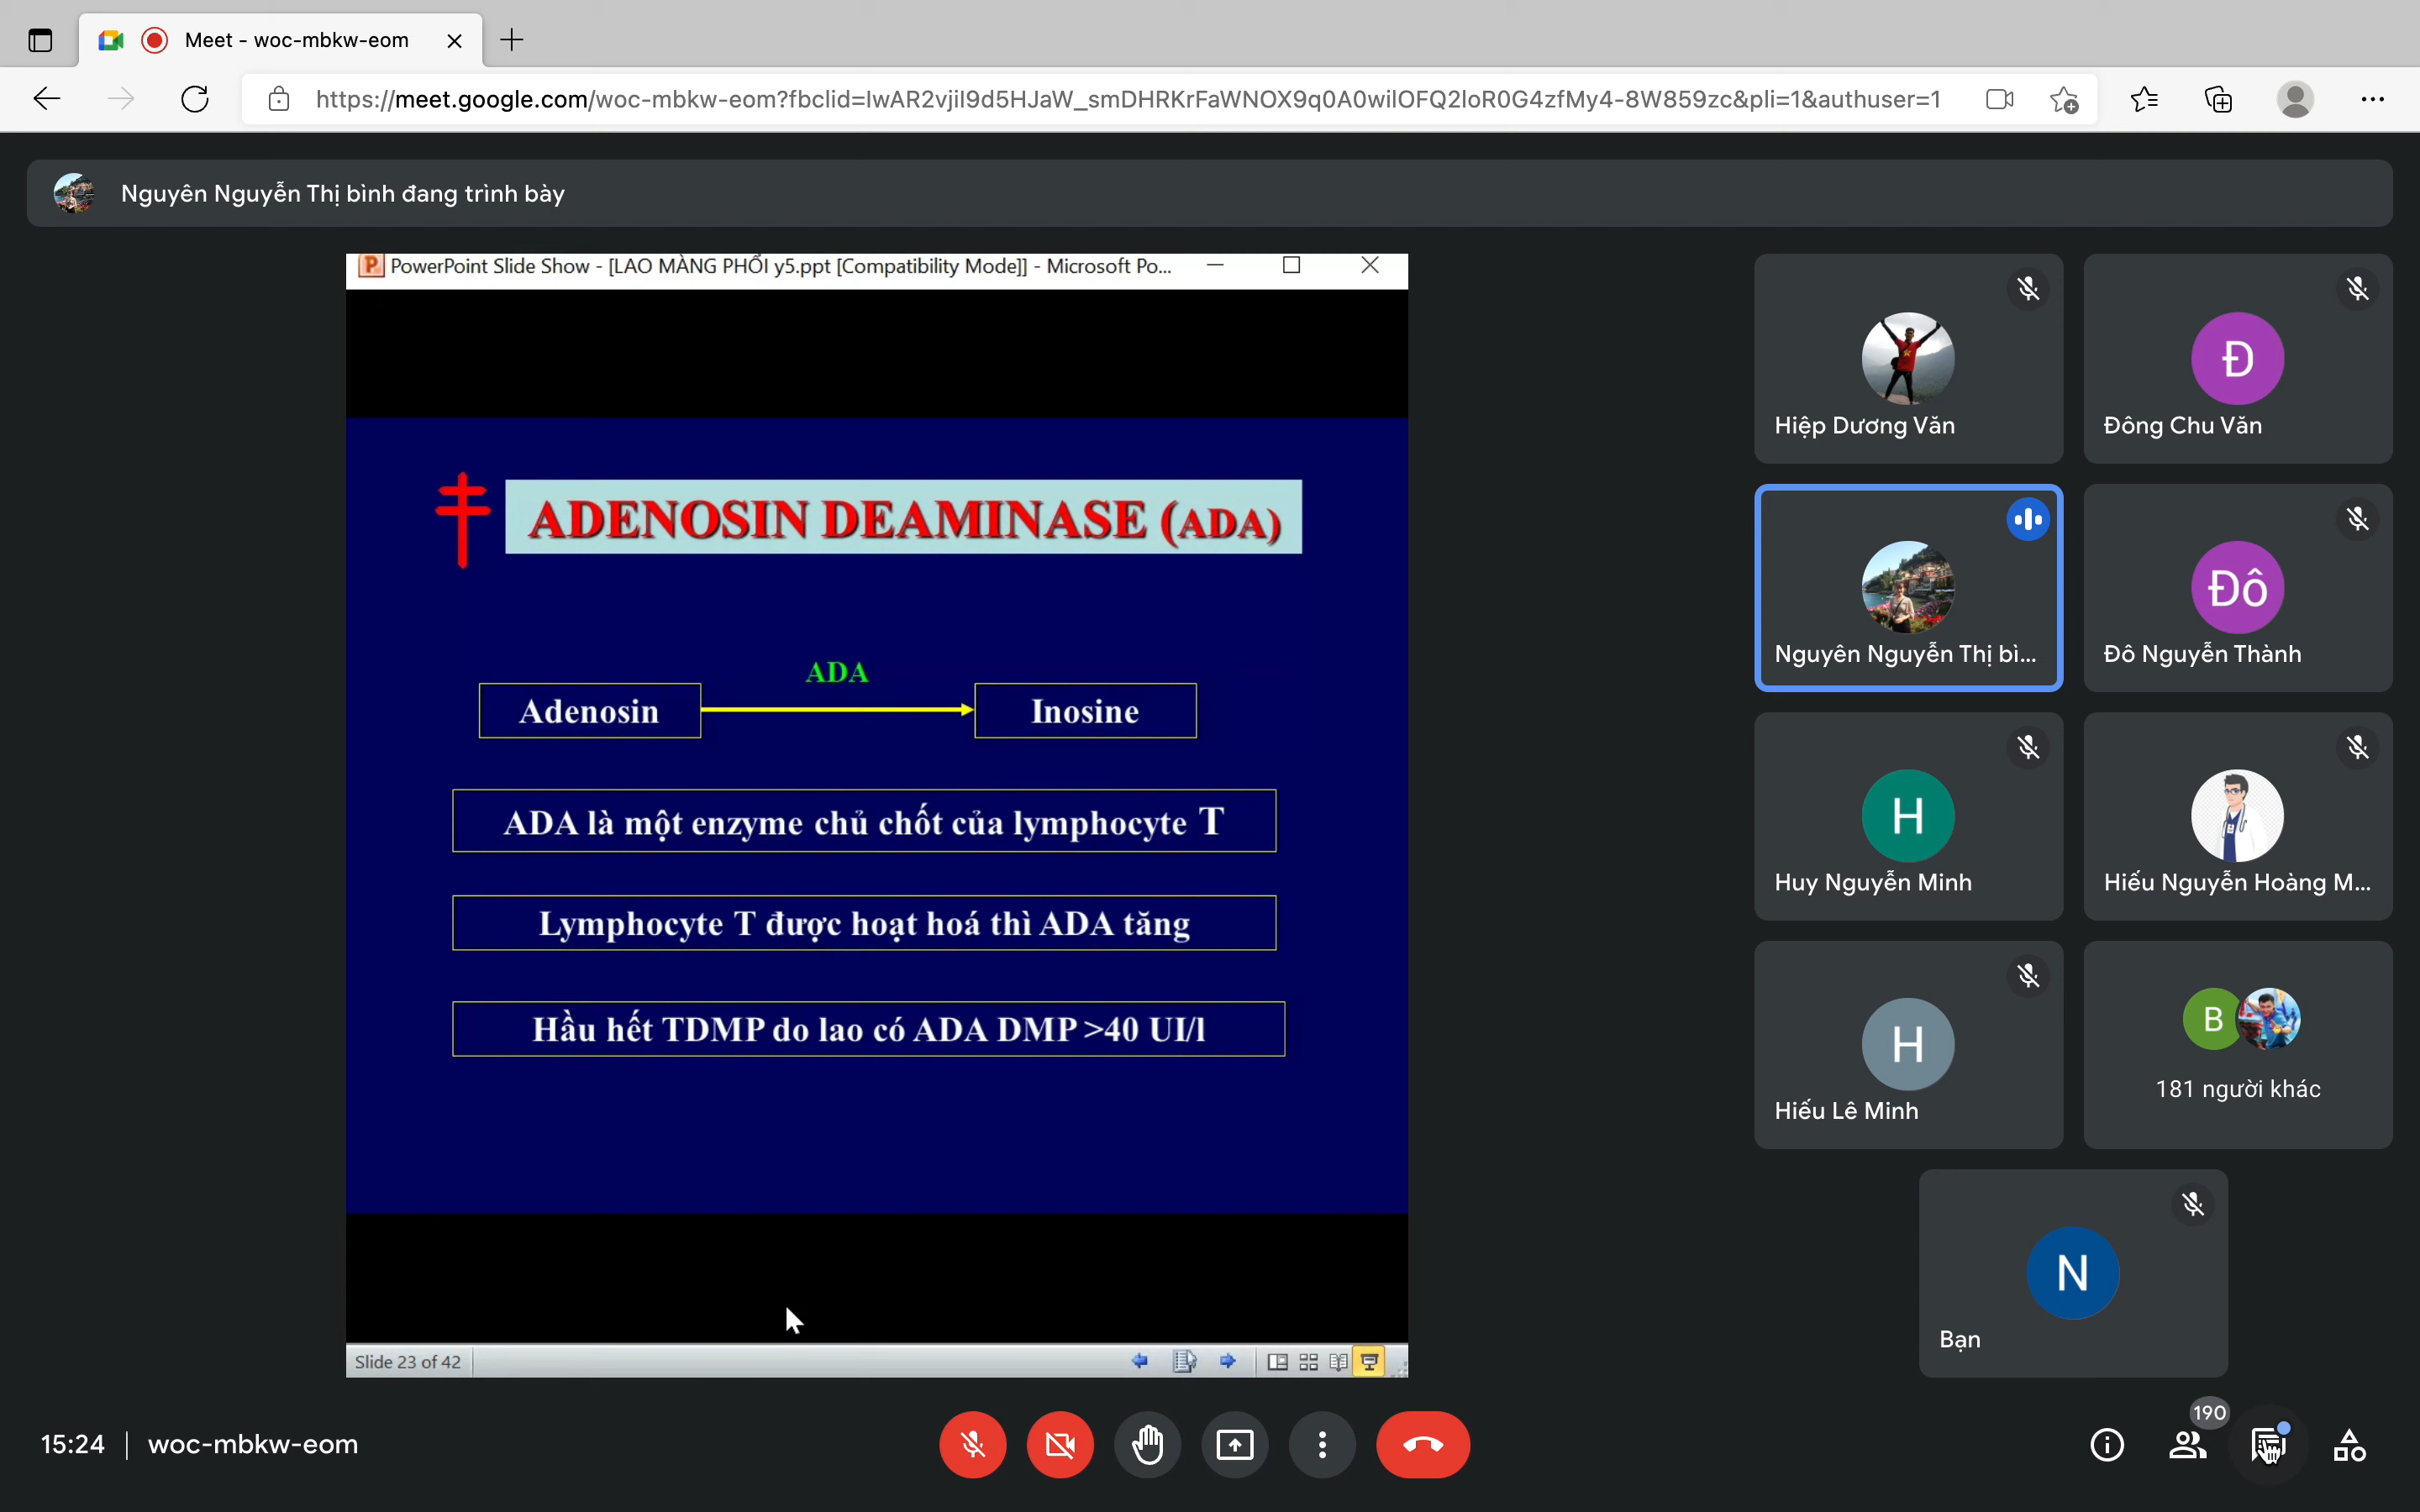 Meet - woc-mbkw-eom
https://meet.google.com/woc-mbkw-eom?fbclid=IwAR2vjil9d5HJaW_smDHRKrFaWNOX9q0A0wilOFQ2loR0G4zfMy4-8W859zc&pli=1&authuser=1
Nguyên Nguyễn Thị bình đang trình bày
PowerPoint Slide Show - [LAO MÀNG PHỔI y5.ppt [Compatibility Mode]] - Microsoft Po...
ADENOSIN DEAMINASE (ADA)
ADA
Adenosin
Inosine
ADA là một enzyme chủ chốt của lymphocyte T
Lymphocyte T được hoạt hoá thì ADA tăng
Hầu hết TDMP do lao có ADA DMP >40 UI/l
Slide 23 of 42
Hiệp Dương Văn
Đ
Đông Chu Văn
Nguyên Nguyễn Thị bì...
Đô
Đô Nguyễn Thành
H
Huy Nguyễn Minh
Hiếu Nguyễn Hoàng M...
H
Hiếu Lê Minh
B
181 người khác
N
Bạn
15:24
woc-mbkw-eom
190